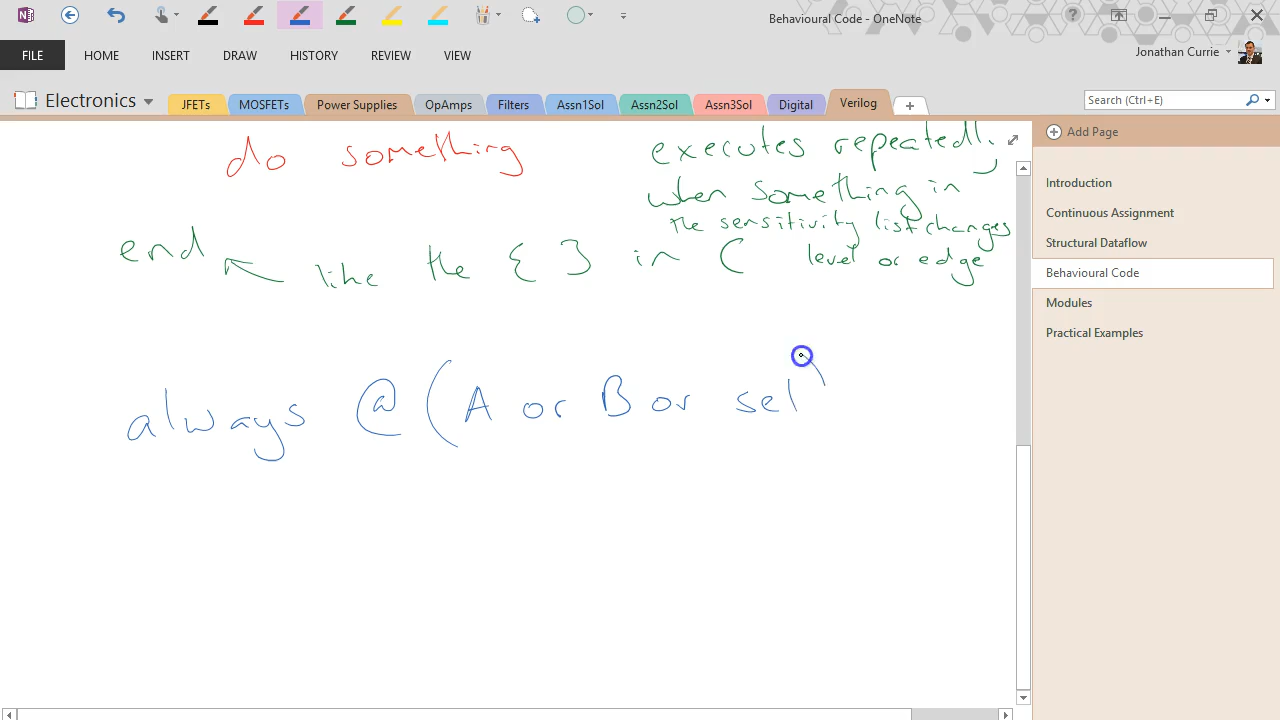 Behavioural Code - OneNote
?
FILE HOME INSERT DRAW HISTORY REVIEW VIEW
Jonathan Currie
Electronics JFETs MOSFETs Power Supplies OpAmps Filters Assn1Sol Assn2Sol Assn3Sol Digital Verilog +
Search (Ctrl+E)
Add Page
Introduction
Continuous Assignment
Structural Dataflow
Behavioural Code
Modules
Practical Examples
do something
executes repeatedly,
when something in
the sensitivity list changes
level or edge
end
like the { } in C
always @ (A or B or sel)